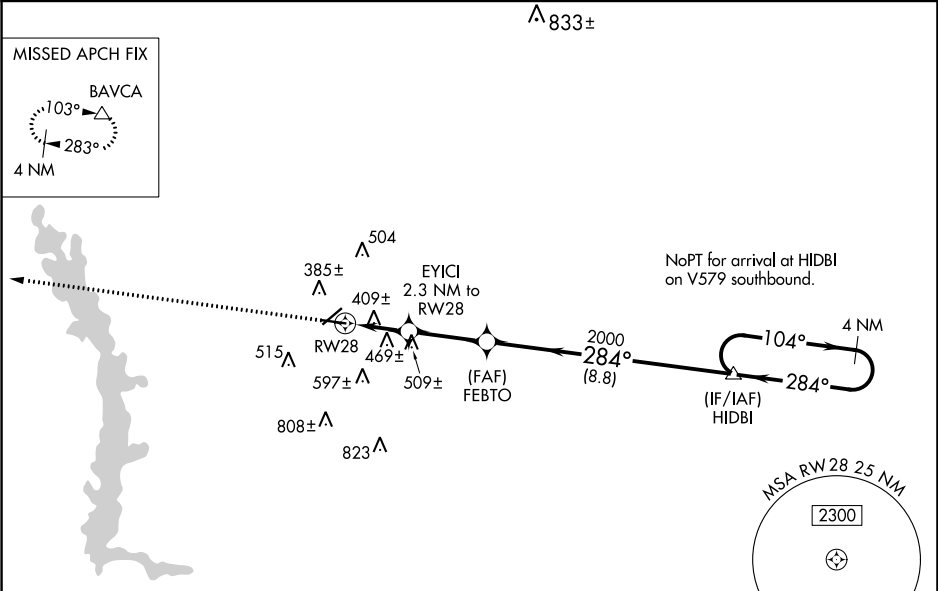 833±
MISSED APCH FIX
BAVCA
103°
283°
4 NM
504
385±
EYICI
2.3 NM to
RW28
409±
NoPT for arrival at HIDBI
on V579 southbound.
4 NM
104°
2000
284°
(8.8)
284°
RW28
515
469±
597±
509±
(FAF)
FEBTO
(IF/IAF)
HIDBI
808±
823
MSA RW28 25 NM
2300